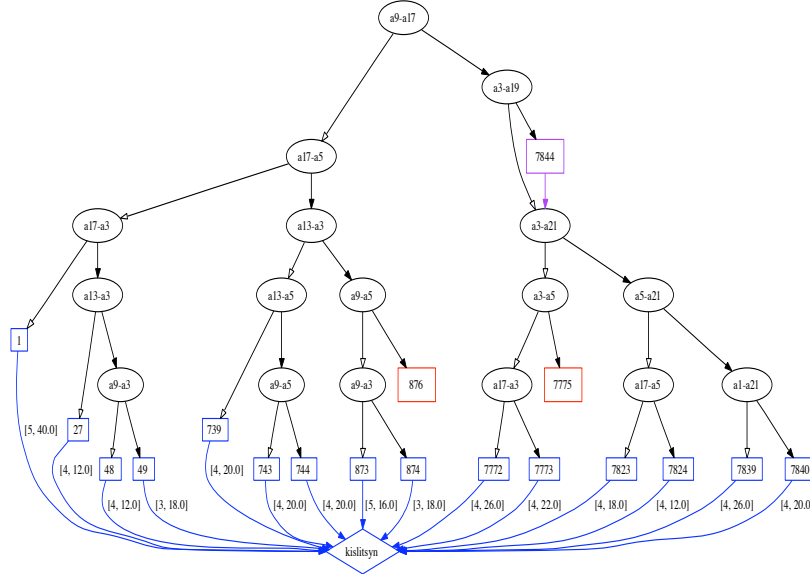 a9-a17
a3-a19
a17-a5
7844
a17-a3
a13-a3
a3-a21
a13-a3
a13-a5
a9-a5
a3-a5
a5-a21
1
a9-a3
a9-a5
a9-a3
876
a17-a3
7775
a17-a5
a1-a21
27
739
48
49
743
744
873
874
7772
7773
7823
7824
7839
7840
[5, 40.0]
[4, 12.0]
[4, 12.0]
[3, 18.0]
[4, 20.0]
[4, 20.0]
[4, 20.0]
[5, 16.0]
[3, 18.0]
[4, 26.0]
[4, 22.0]
[4, 18.0]
[4, 12.0]
[4, 26.0]
[4, 20.0]
kislitsyn